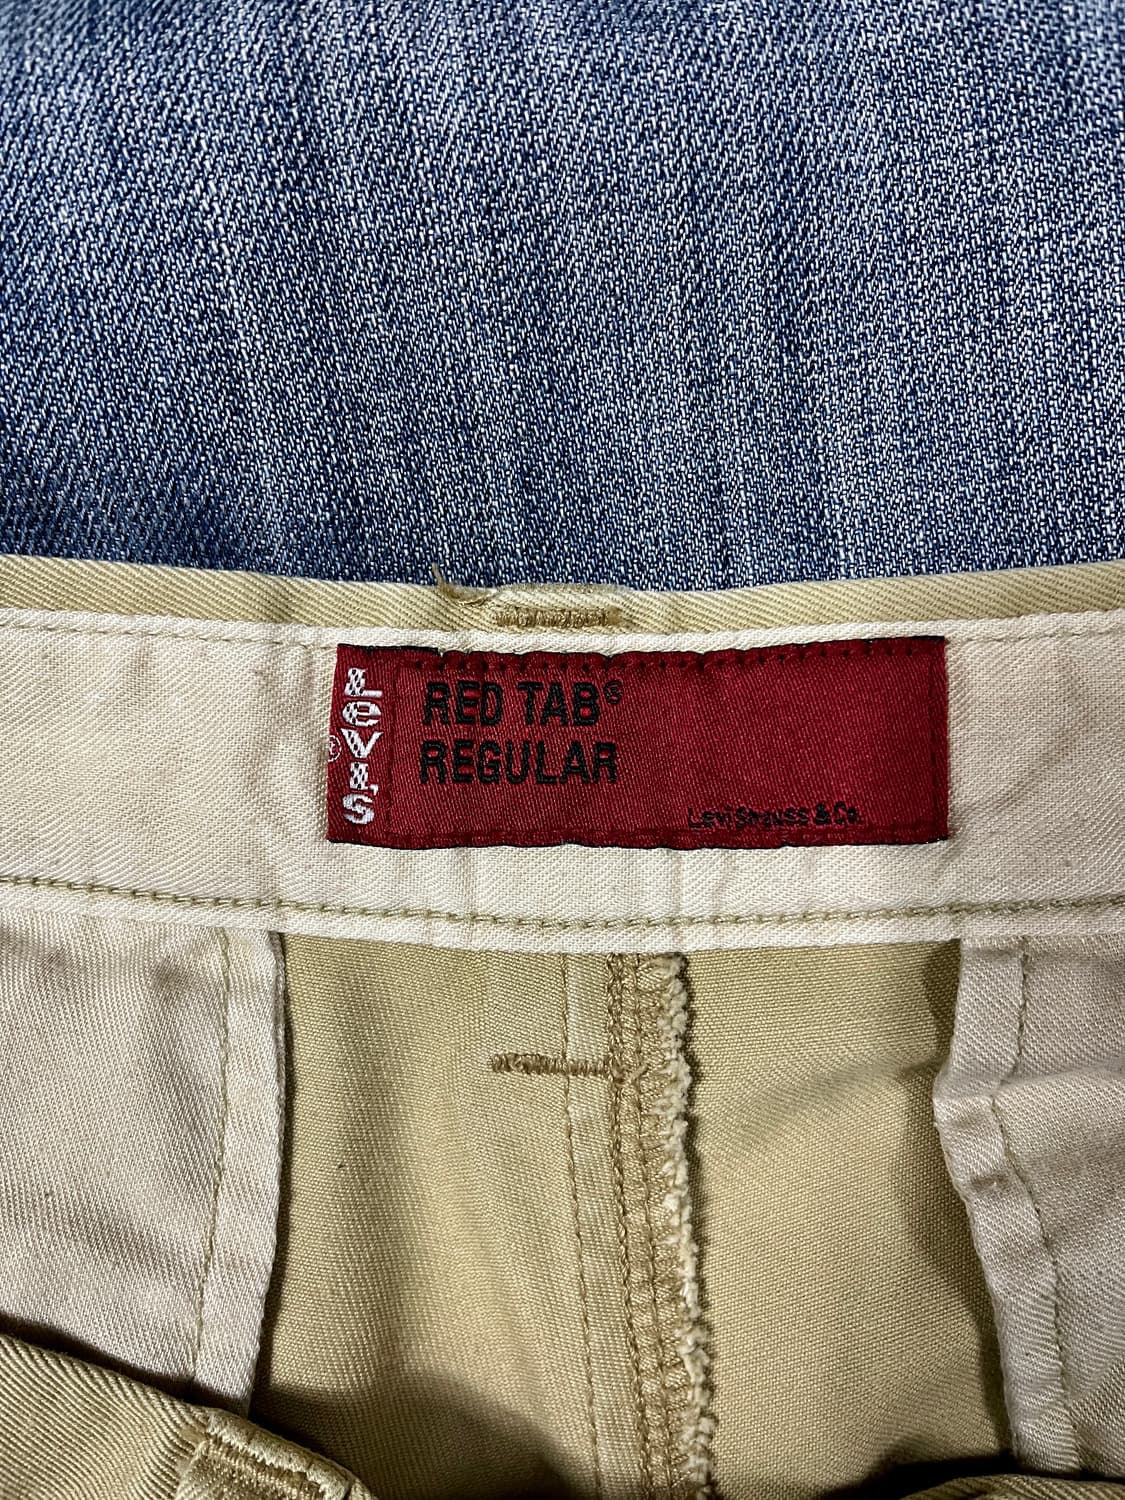 LeVI'S
®
RED TAB®
REGULAR
Levi Strauss & Co.